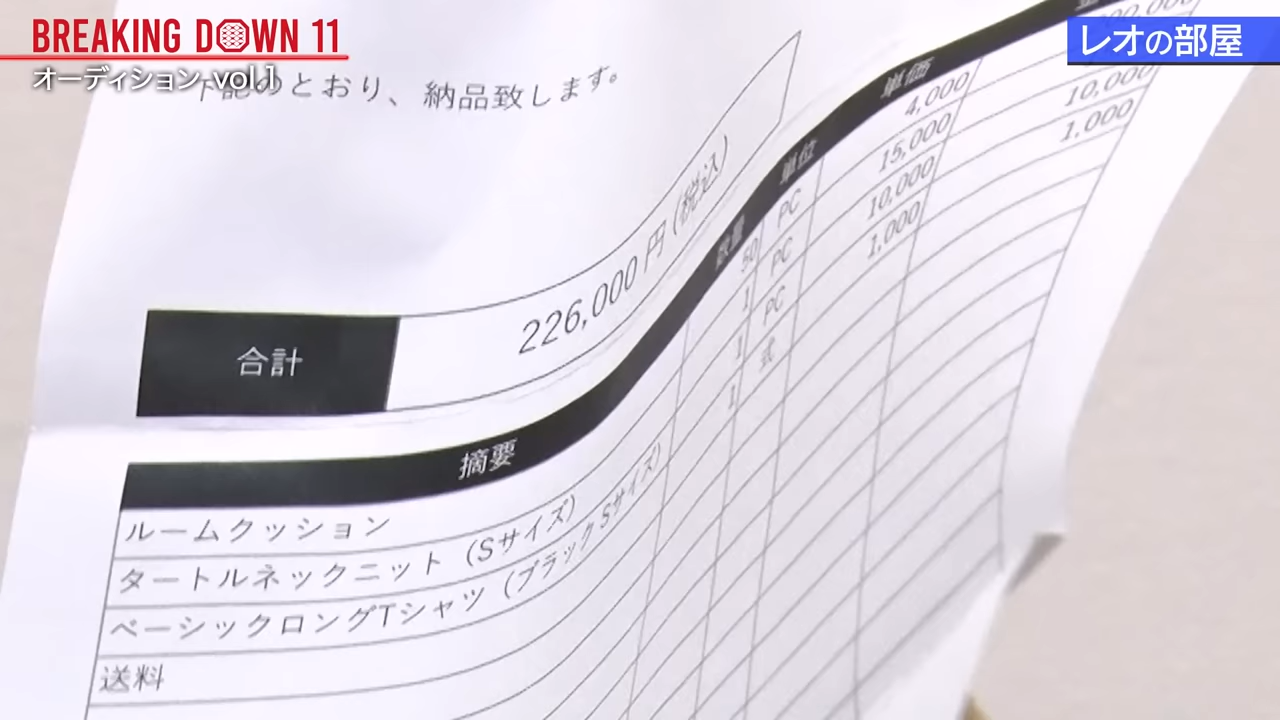 BREAKING DOWN 11
オーディション vol.1
レオの部屋
下記のとおり、納品致します。
合計 226,000 円 (税込)
摘要 数量 単位 単価
ルームクッション 50 PC 4,000
タートルネックニット (Sサイズ) 1 PC 15,000
ベーシックロングTシャツ (ブラック Sサイズ) 1 PC 10,000 10,000
送料 1 式 1,000 1,000